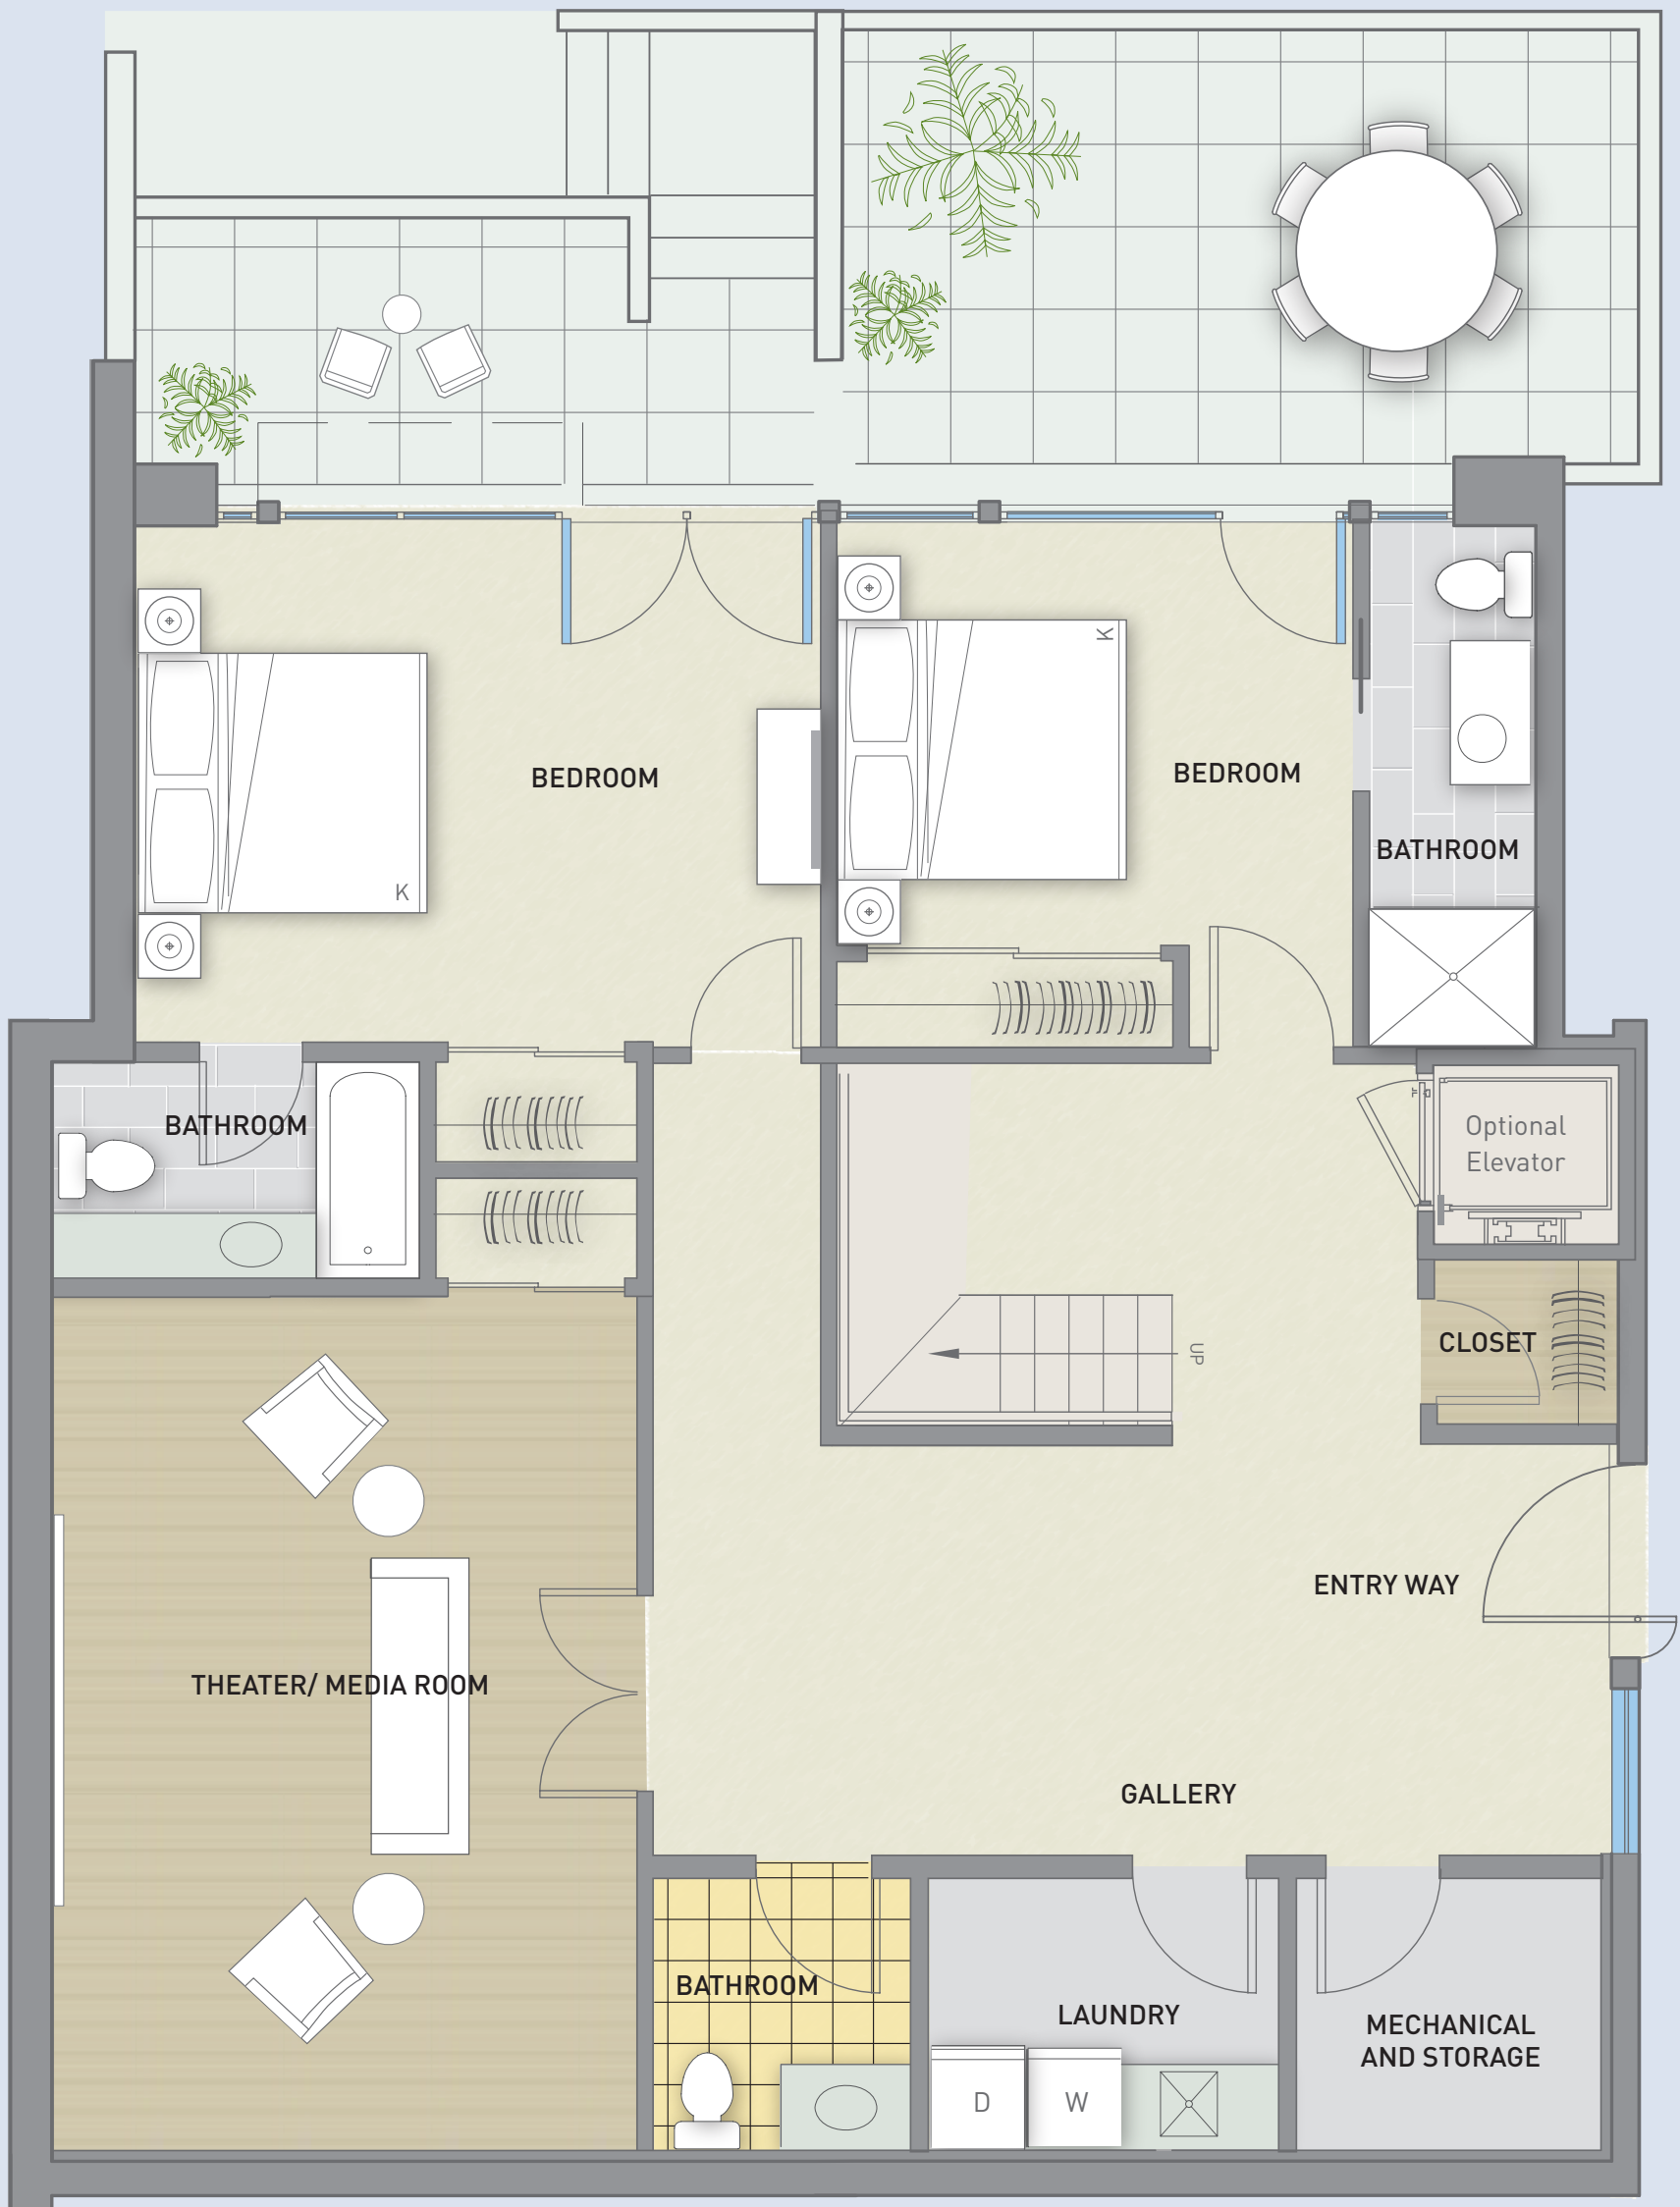 K
BEDROOM
K
BEDROOM
BATHROOM
BATHROOM
Optional
Elevator
UP
CLOSET
ENTRY WAY
THEATER/ MEDIA ROOM
GALLERY
BATHROOM
LAUNDRY
D
W
MECHANICAL
AND STORAGE